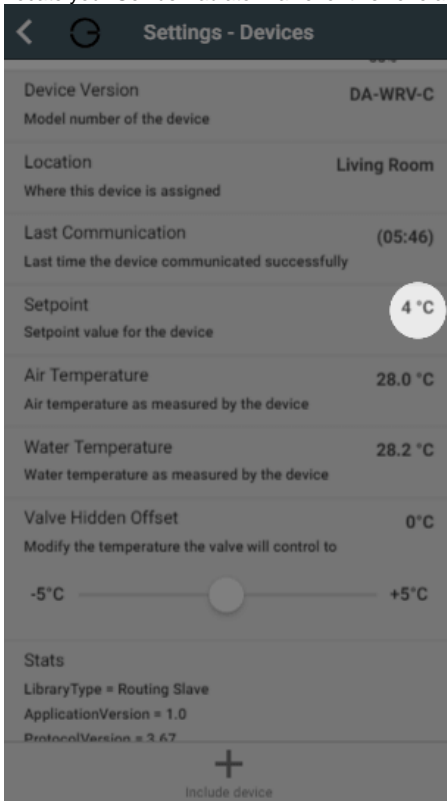 Settings - Devices
Device Version DA-WRV-C
Model number of the device
Location Living Room
Where this device is assigned
Last Communication (05:46)
Last time the device communicated successfully
Setpoint 4 °C
Setpoint value for the device
Air Temperature 28.0 °C
Air temperature as measured by the device
Water Temperature 28.2 °C
Water temperature as measured by the device
Valve Hidden Offset 0°C
Modify the temperature the valve will control to
-5°C +5°C
Stats
LibraryType = Routing Slave
ApplicationVersion = 1.0
ProtocolVersion = 3.67
Include device